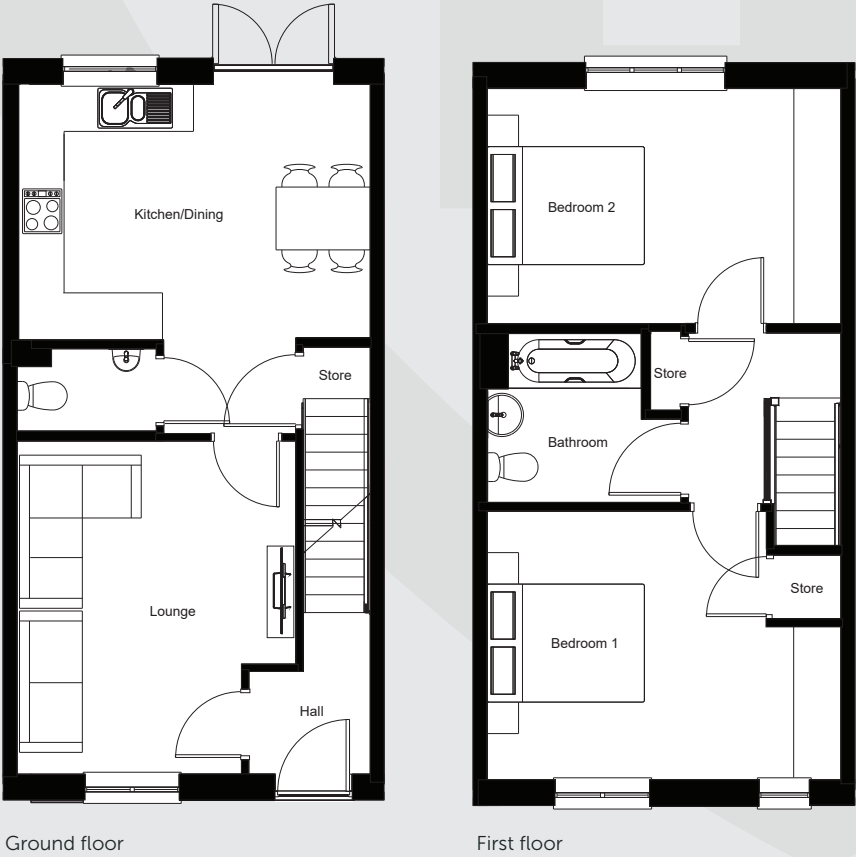 Kitchen/Dining
Store
Lounge
Hall
Ground floor
Bedroom 2
Store
Bathroom
Store
Bedroom 1
First floor